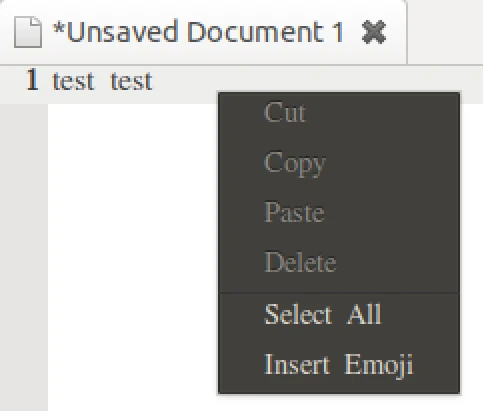 *Unsaved Document 1
1 test test
Cut
Copy
Paste
Delete
Select All
Insert Emoji